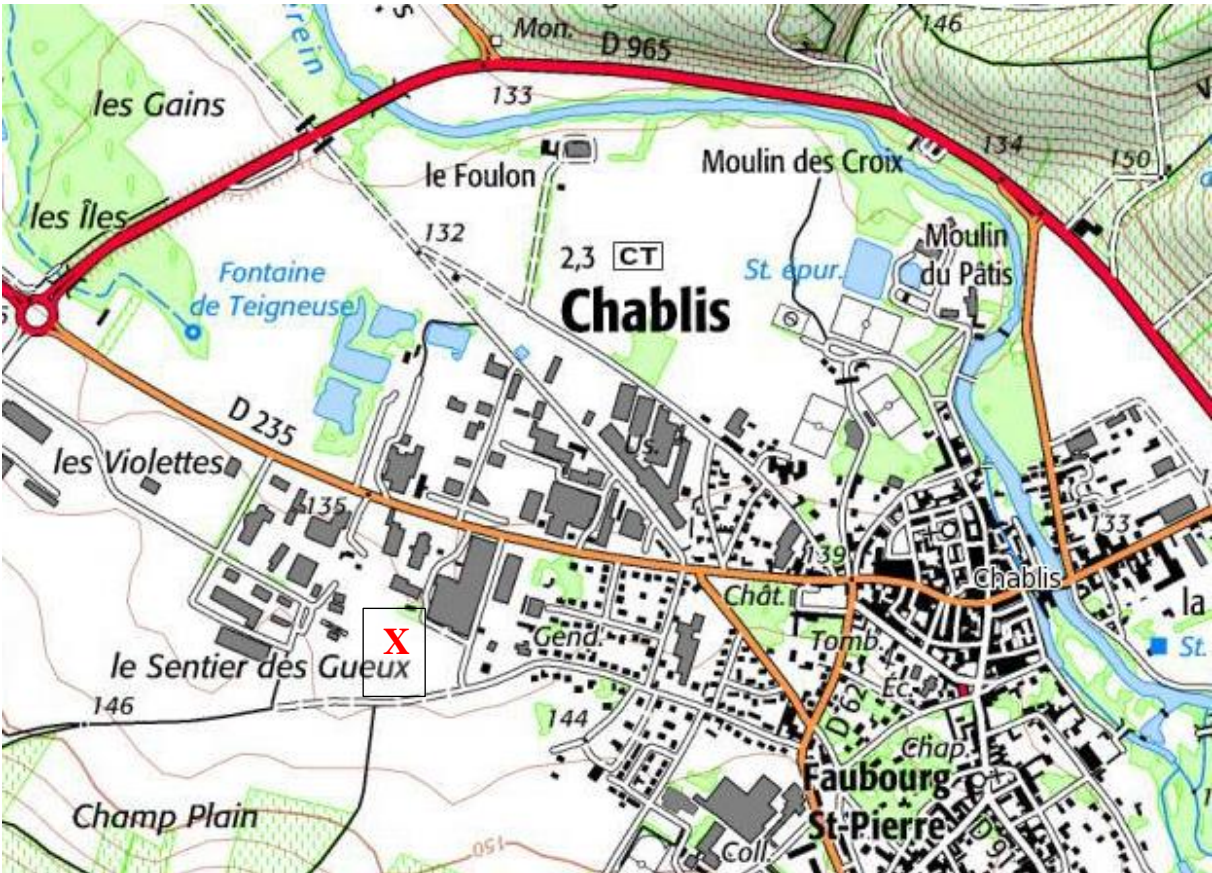 146
Mon.
D 965
les Gains
133
134
150
le Foulon
Moulin des Croix
les Îles
132
Moulin
du Pâtis
2,3 CT
St. épur.
Fontaine
de Teigneuse
Chablis
D 235
Us.
les Violettes
135
133
139
Chablis
Chât.
la
X
Gend.
Tomb.
St.
le Sentier des Gueux
Éc.
146
144
D 62
Chap.
Faubourg
St-Pierre
Champ Plain
150
Coll.
D 91